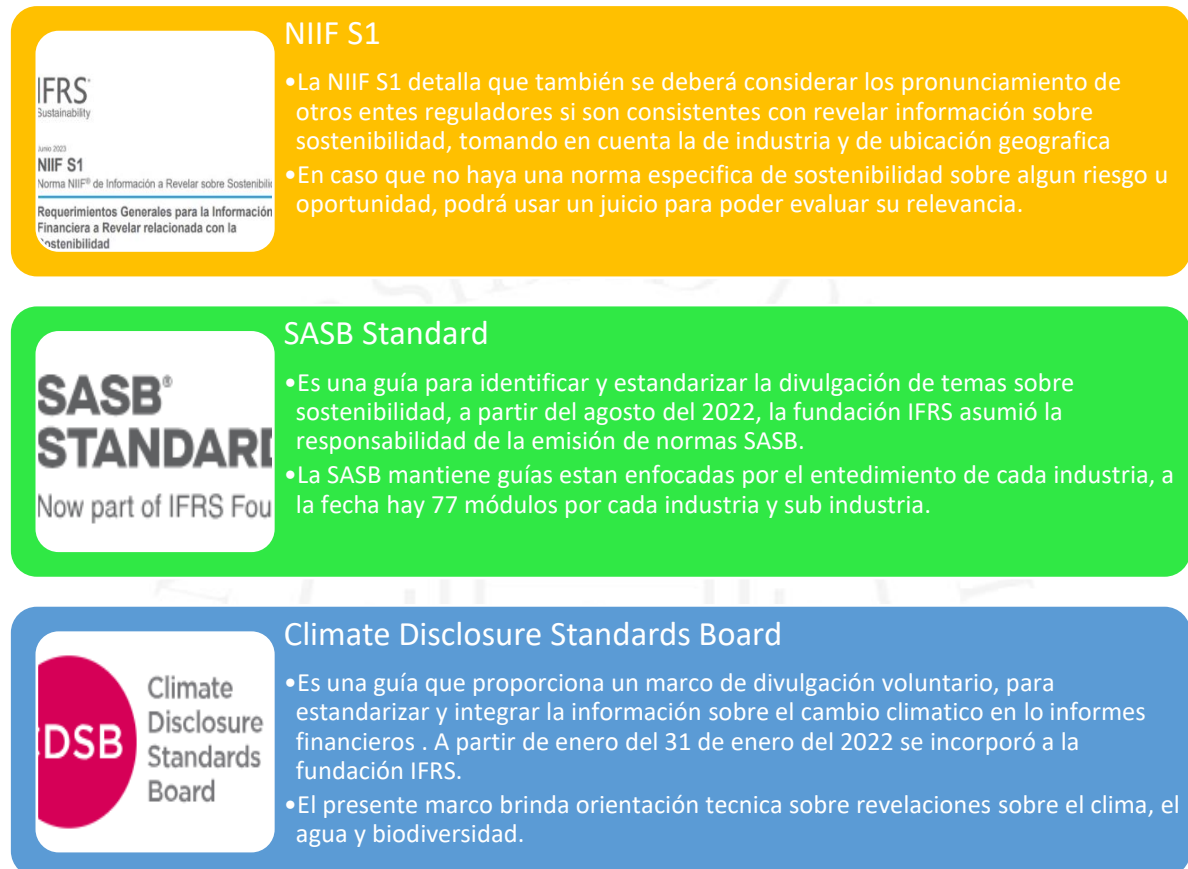 NIIF S1
IFRS
Sustainability
Junio 2023
NIIF S1
Norma NIIF® de Información a Revelar sobre Sostenibili
Requerimientos Generales para la Información
Financiera a Revelar relacionada con la
Sostenibilidad
•La NIIF S1 detalla que también se deberá considerar los pronunciamiento de
otros entes reguladores si son consistentes con revelar información sobre
sostenibilidad, tomando en cuenta la de industria y de ubicación geografica
•En caso que no haya una norma especifica de sostenibilidad sobre algun riesgo u
oportunidad, podrá usar un juicio para poder evaluar su relevancia.
SASB Standard
SASB®
STANDARD
Now part of IFRS Fou
•Es una guía para identificar y estandarizar la divulgación de temas sobre
sostenibilidad, a partir del agosto del 2022, la fundación IFRS asumió la
responsabilidad de la emisión de normas SASB.
•La SASB mantiene guías estan enfocadas por el entedimiento de cada industria, a
la fecha hay 77 módulos por cada industria y sub industria.
Climate Disclosure Standards Board
CDSB
Climate
Disclosure
Standards
Board
•Es una guía que proporciona un marco de divulgación voluntario, para
estandarizar y integrar la información sobre el cambio climatico en lo informes
financieros . A partir de enero del 31 de enero del 2022 se incorporó a la
fundación IFRS.
•El presente marco brinda orientación tecnica sobre revelaciones sobre el clima, el
agua y biodiversidad.